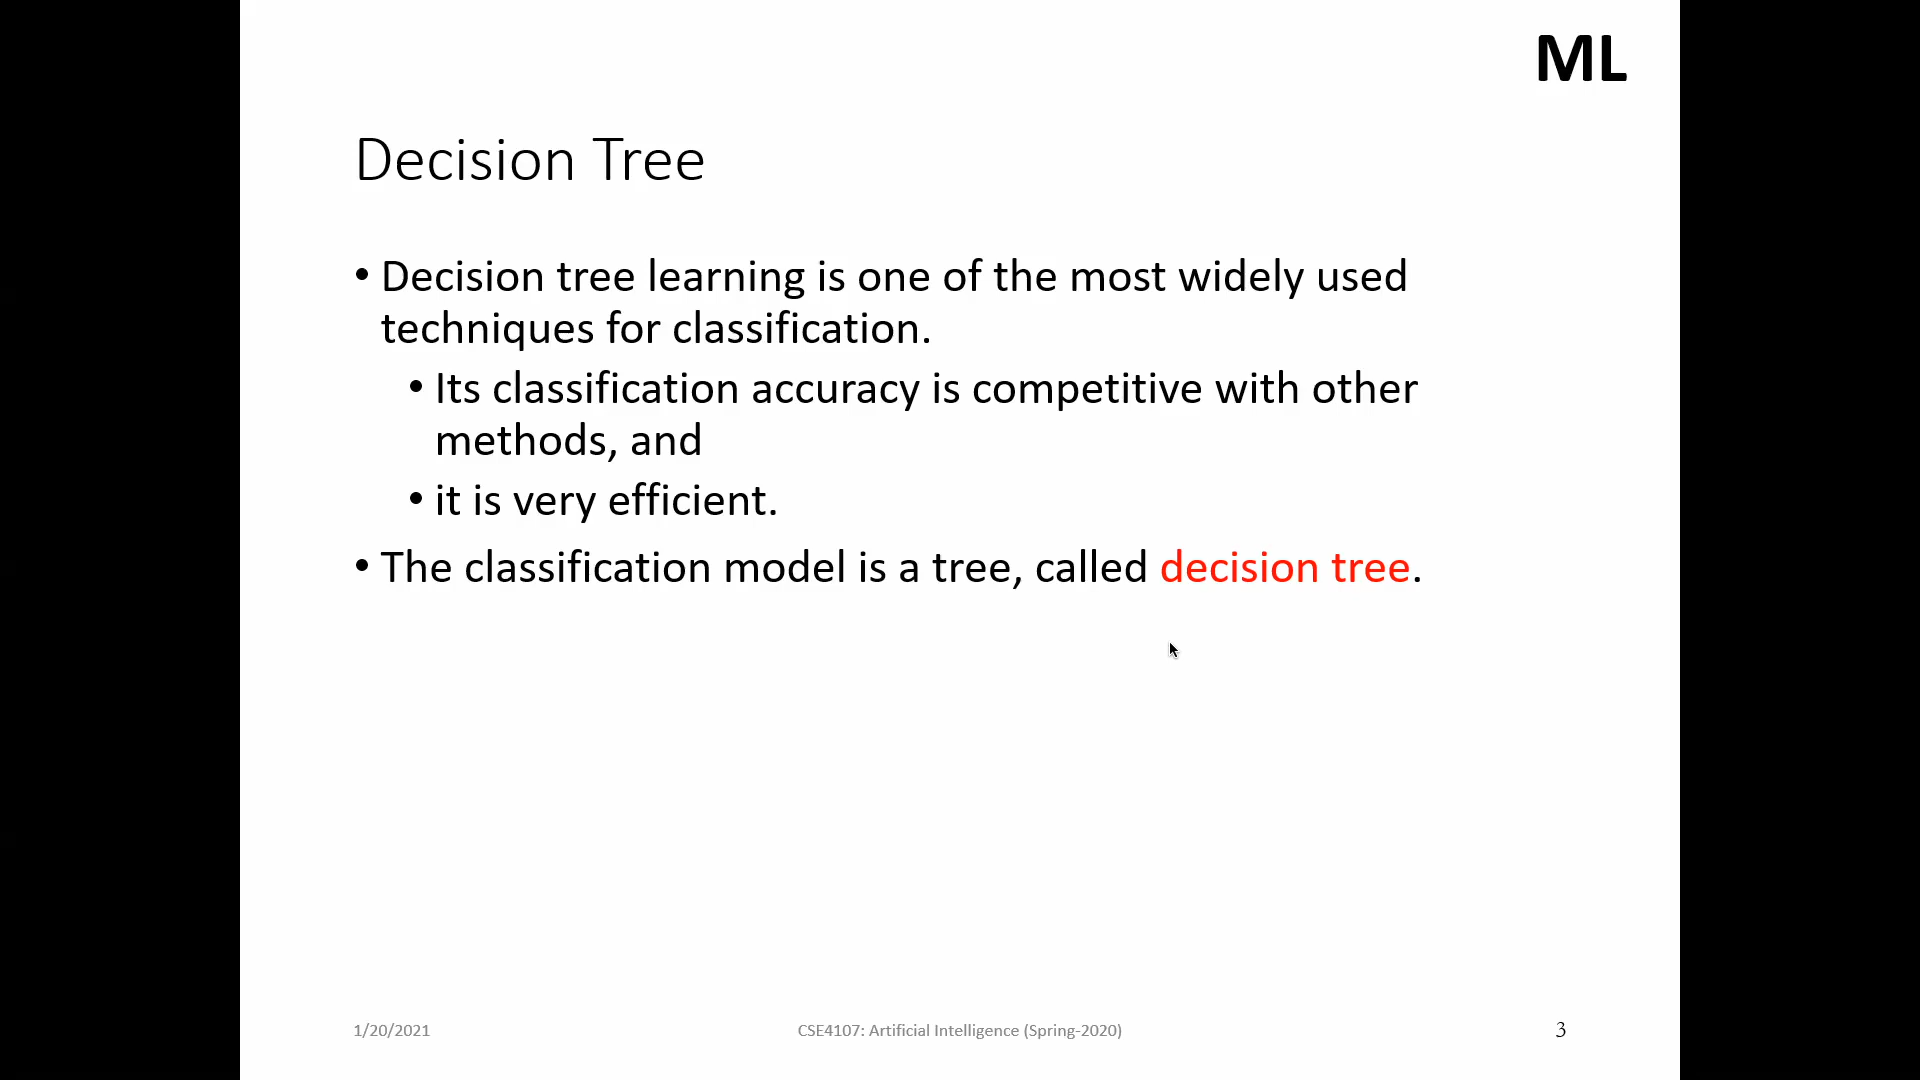 ML
Decision Tree
• Decision tree learning is one of the most widely used
techniques for classification.
• Its classification accuracy is competitive with other
methods, and
• it is very efficient.
• The classification model is a tree, called decision tree.
1/20/2021
CSE4107: Artificial Intelligence (Spring-2020)
3